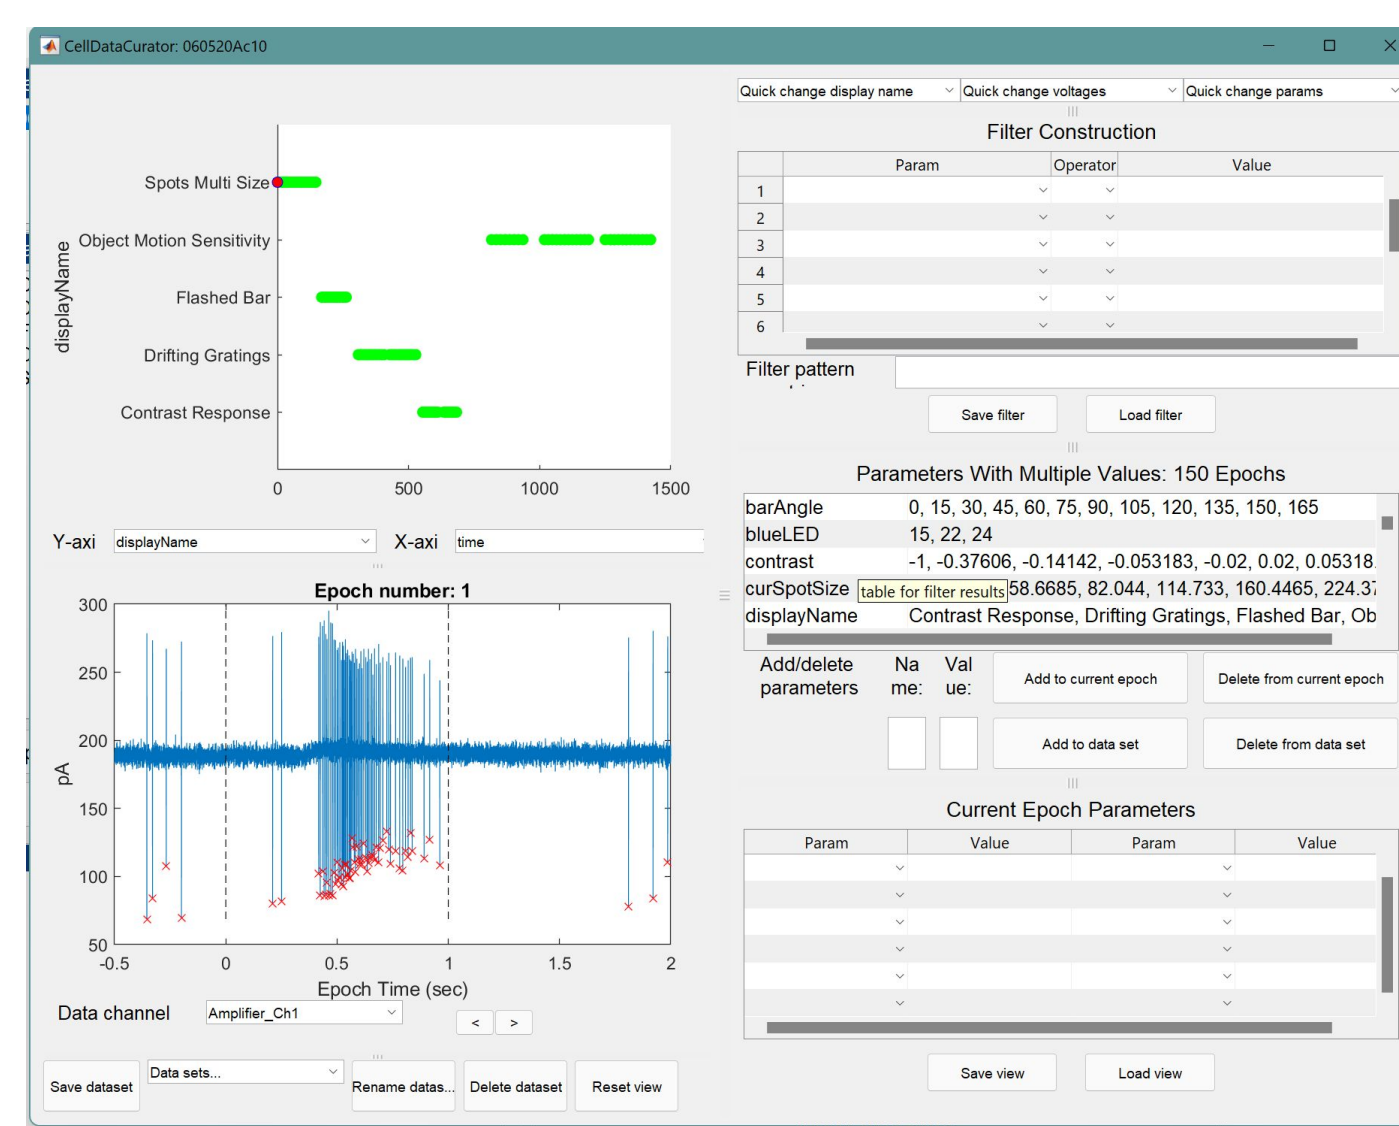 CellDataCurator: 060520Ac10
Spots Multi Size
Object Motion Sensitivity
Flashed Bar
Drifting Gratings
Contrast Response
displayName
0 500 1000 1500
Y-axi displayName X-axi time
Epoch number: 1
300
250
200
150
100
50
pA
-0.5 0 0.5 1 1.5 2
Epoch Time (sec)
Data channel Amplifier_Ch1 < >
Save dataset Data sets... Rename datas... Delete dataset Reset view
Quick change display name Quick change voltages Quick change params
Filter Construction
Param Operator Value
1
2
3
4
5
6
Filter pattern
Save filter Load filter
Parameters With Multiple Values: 150 Epochs
barAngle 0, 15, 30, 45, 60, 75, 90, 105, 120, 135, 150, 165
blueLED 15, 22, 24
contrast -1, -0.37606, -0.14142, -0.053183, -0.02, 0.02, 0.05318
curSpotSize table for filter results 58.6685, 82.044, 114.733, 160.4465, 224.37
displayName Contrast Response, Drifting Gratings, Flashed Bar, Ob
Add/delete parameters Na me: Val ue: Add to current epoch Delete from current epoch
Add to data set Delete from data set
Current Epoch Parameters
Param Value Param Value
Save view Load view